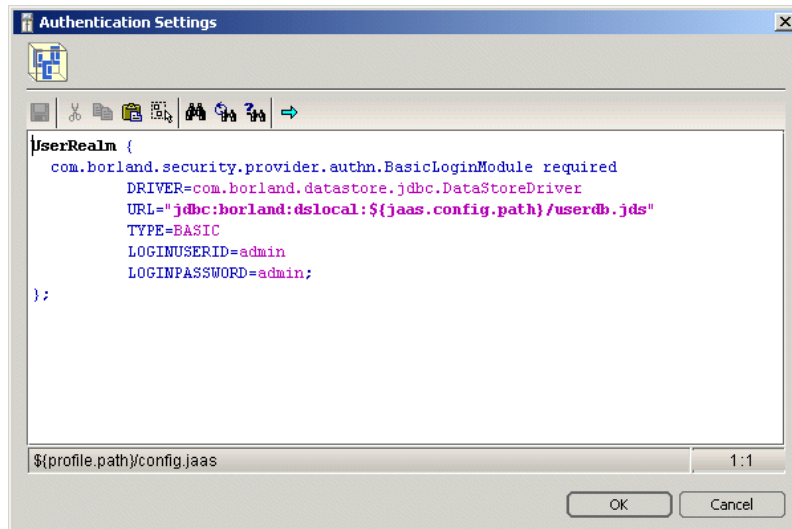 Authentication Settings
UserRealm {
com.borland.security.provider.authn.BasicLoginModule required
DRIVER=com.borland.datastore.jdbc.DataStoreDriver
URL="jdbc:borland:dslocal:${jaas.config.path}/userdb.jds"
TYPE=BASIC
LOGINUSERID=admin
LOGINPASSWORD=admin;
};
${profile.path}/config.jaas 1:1
OK Cancel